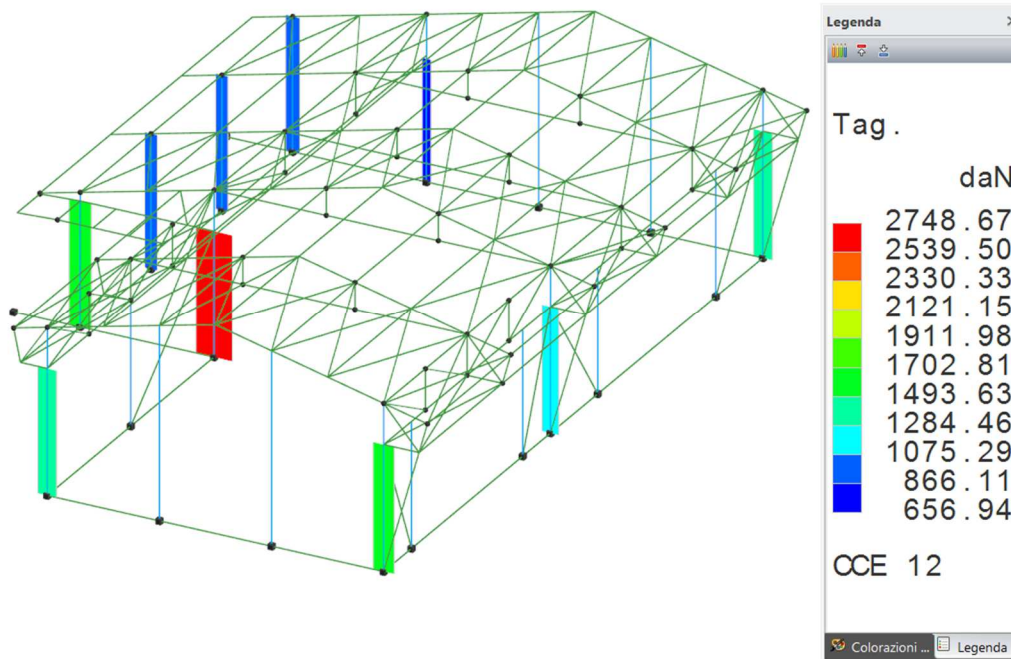 Legenda
Tag.
daN
2748.67
2539.50
2330.33
2121.15
1911.98
1702.81
1493.63
1284.46
1075.29
866.11
656.94
CCE 12
Colorazioni ... Legenda